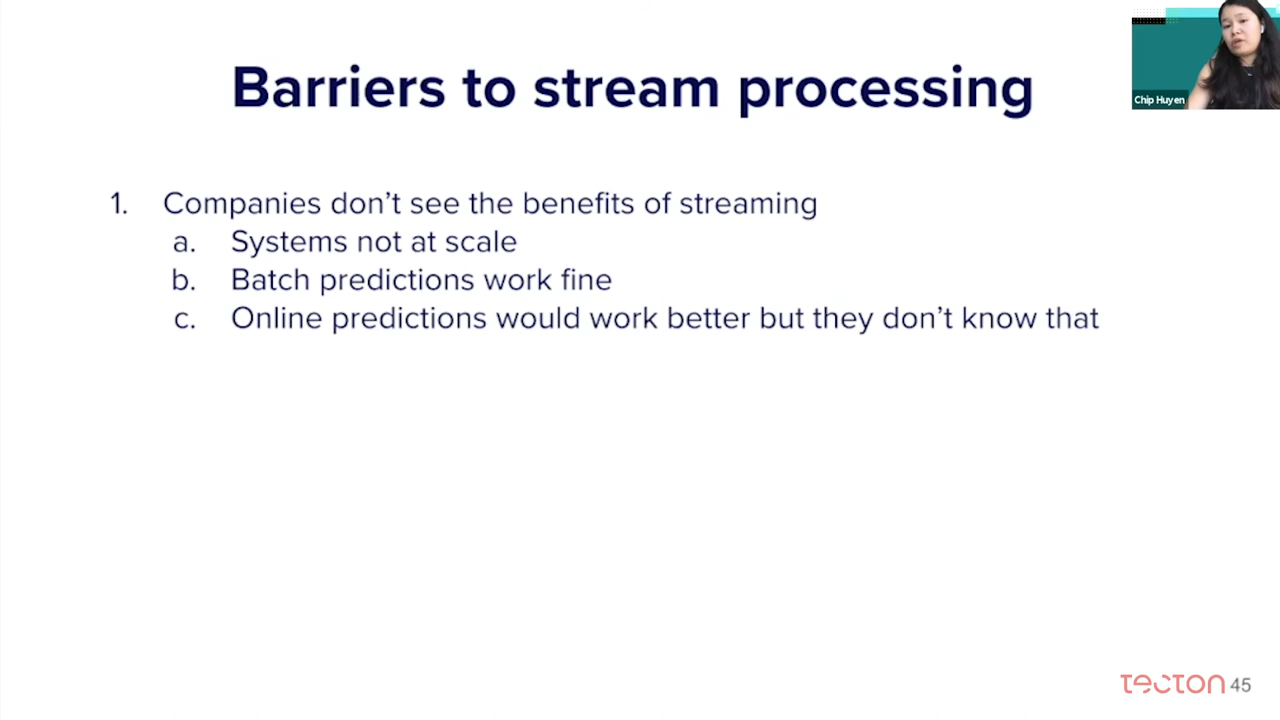 Barriers to stream processing
Chip Huyen
1. Companies don’t see the benefits of streaming
a. Systems not at scale
b. Batch predictions work fine
c. Online predictions would work better but they don’t know that
tecton 45